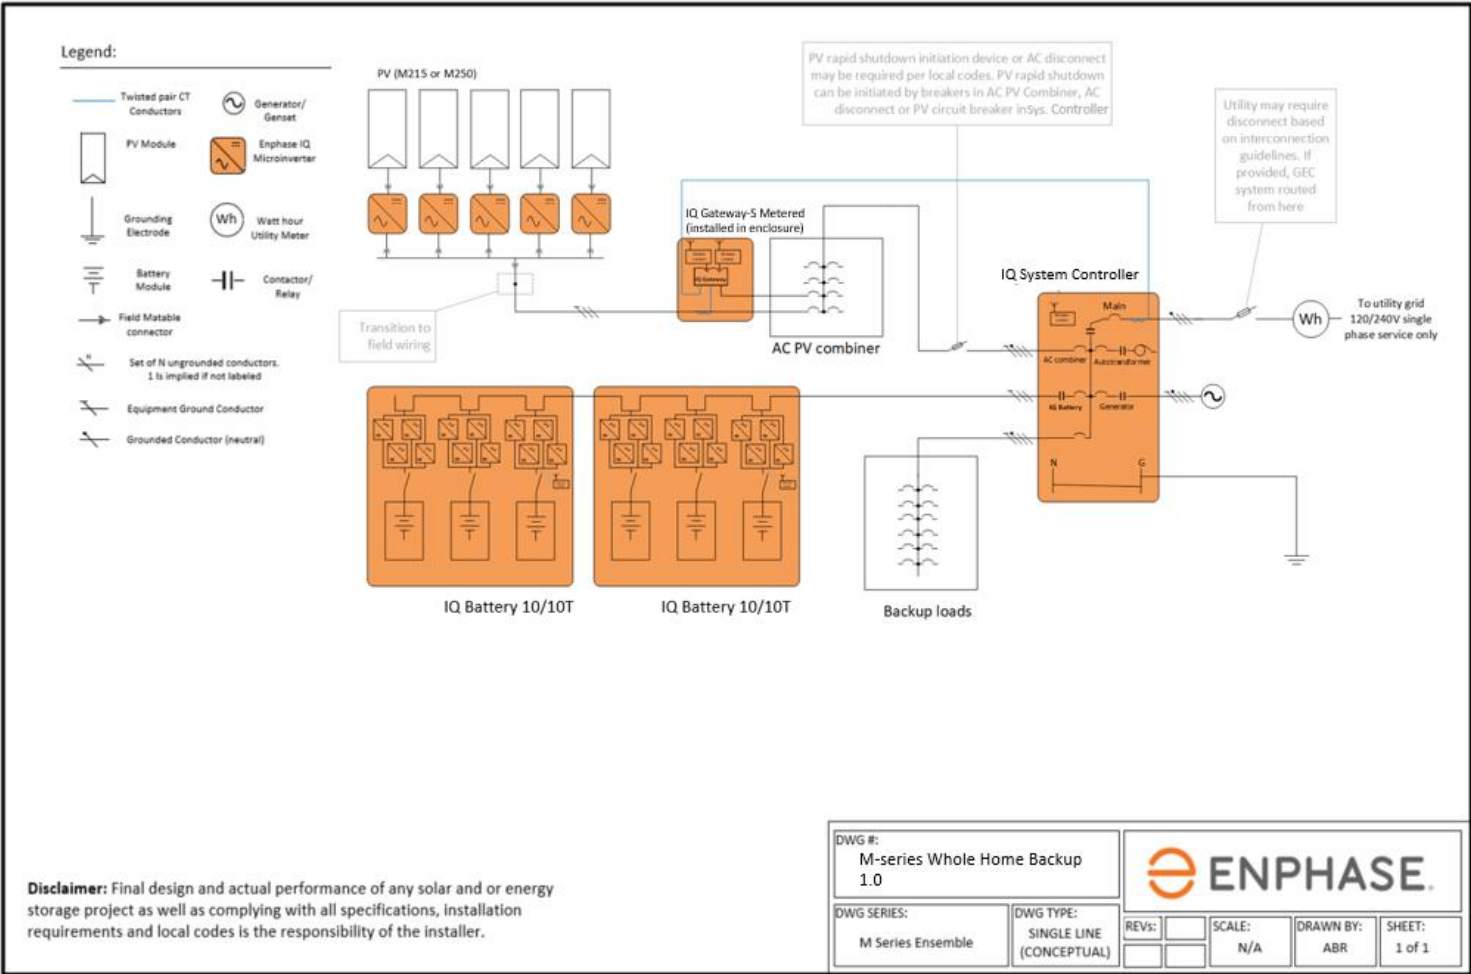 Legend:
Twisted pair CT
Conductors
Generator/
Genset
PV Module
Enphase IQ
Microinverter
Grounding
Electrode
Wh
Watt hour
Utility Meter
Battery
Module
Contactor/
Relay
Field Matable
connector
N
Set of N ungrounded conductors.
1 Is implied if not labeled
Equipment Ground Conductor
Grounded Conductor (neutral)
PV (M215 or M250)
Transition to
field wiring
IQ Gateway-S Metered
(installed in enclosure)
IQ Gateway
AC PV combiner
PV rapid shutdown initiation device or AC disconnect
may be required per local codes. PV rapid shutdown
can be initiated by breakers in AC PV Combiner, AC
disconnect or PV circuit breaker inSys. Controller
Utility may require
disconnect based
on interconnection
guidelines. If
provided, GEC
system routed
from here
IQ System Controller
Main
AC combiner
Autotransformer
IQ Battery
Generator
N
G
Wh
To utility grid
120/240V single
phase service only
IQ Battery 10/10T
IQ Battery 10/10T
Backup loads
Disclaimer: Final design and actual performance of any solar and or energy
storage project as well as complying with all specifications, installation
requirements and local codes is the responsibility of the installer.
DWG #:
M-series Whole Home Backup
1.0
DWG SERIES:
M Series Ensemble
DWG TYPE:
SINGLE LINE
(CONCEPTUAL)
ENPHASE.
REVs:
SCALE:
N/A
DRAWN BY:
ABR
SHEET:
1 of 1